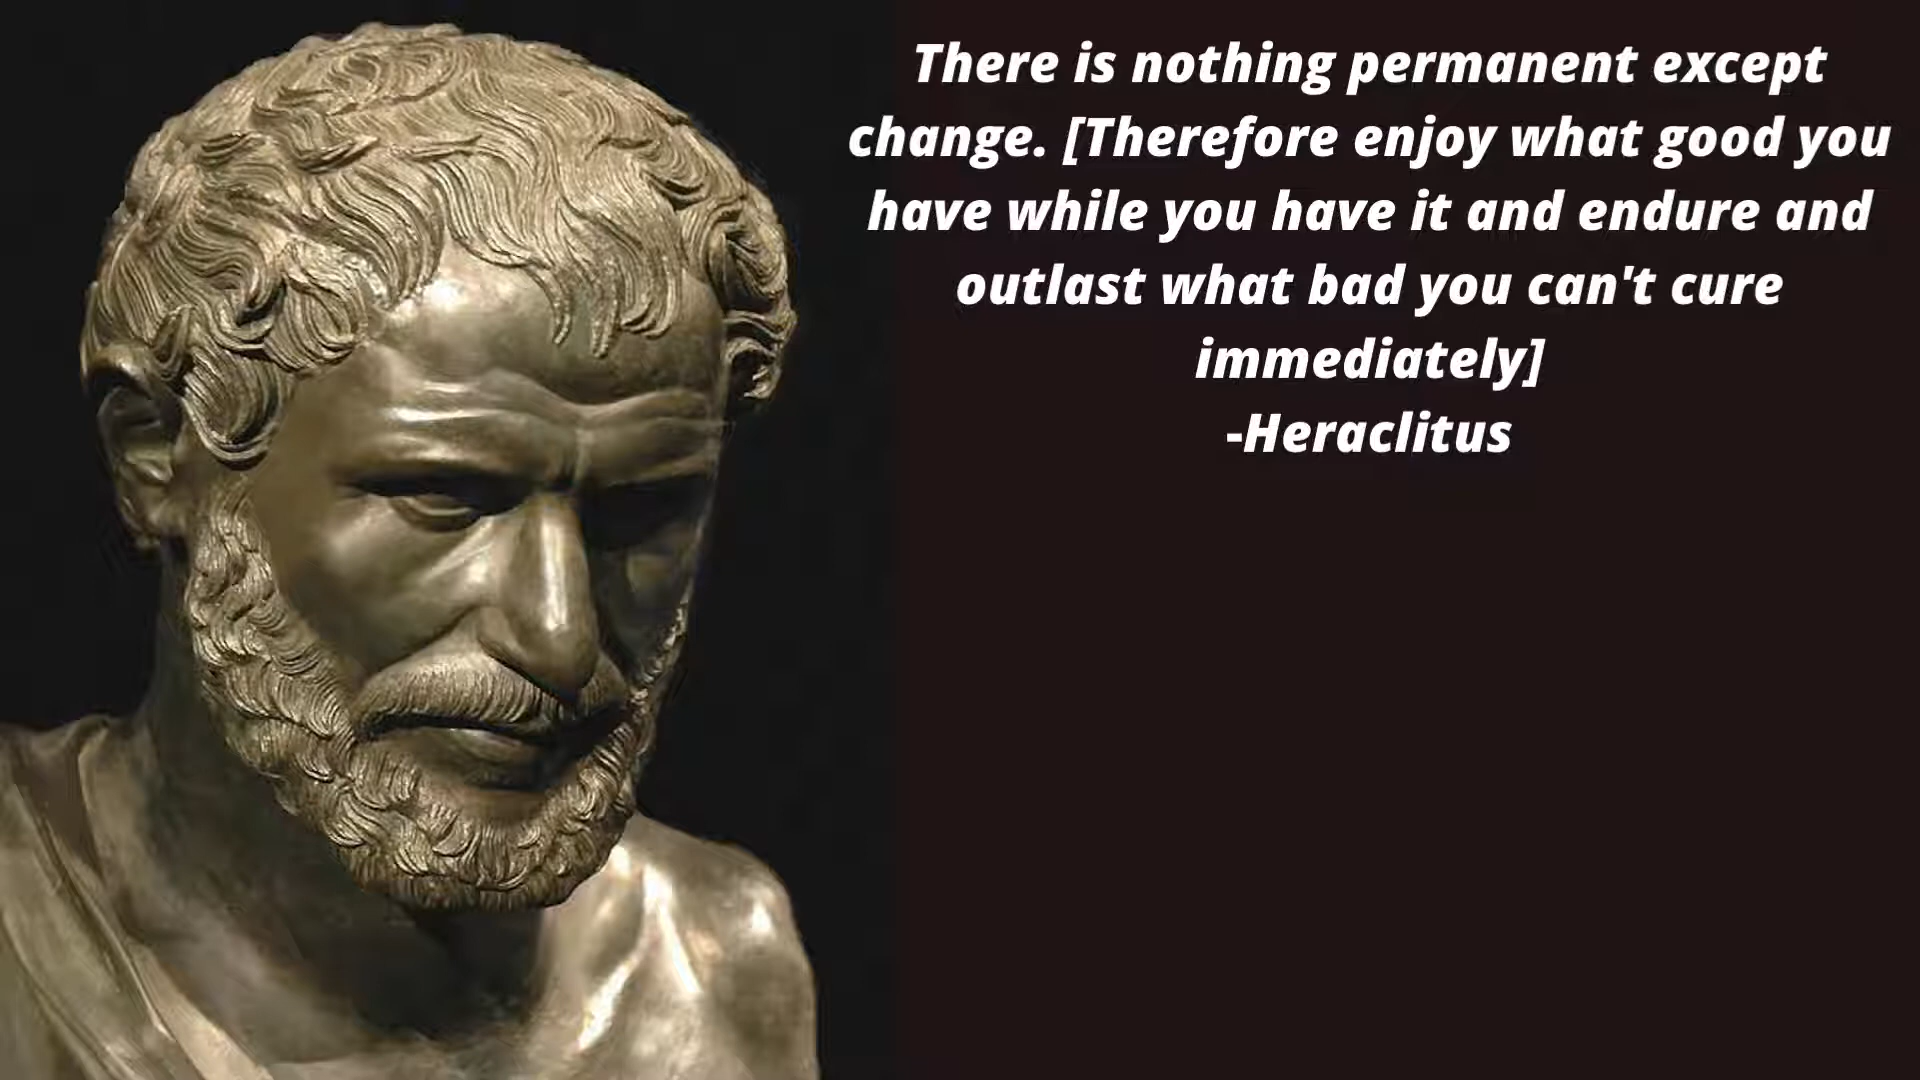 There is nothing permanent except
change. [Therefore enjoy what good you
have while you have it and endure and
outlast what bad you can't cure
immediately]
-Heraclitus